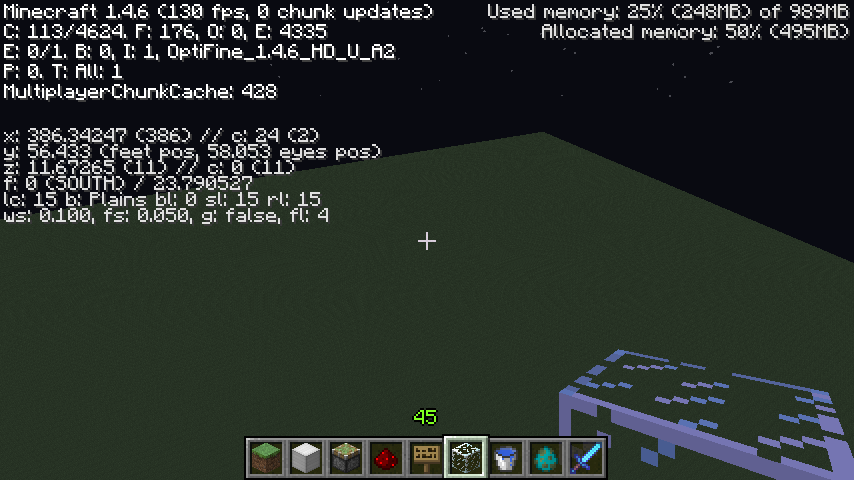 Minecraft 1.4.6 (130 fps, 0 chunk updates)
C: 113/4624. F: 176, O: 0, E: 4335
E: 0/1. B: 0, I: 1, OptiFine_1.4.6_HD_U_A2
P: 0. T: All: 1
MultiplayerChunkCache: 428
Used memory: 25% (248MB) of 989MB
Allocated memory: 50% (495MB)
x: 386.34247 (386) // c: 24 (2)
y: 56.433 (feet pos, 58.053 eyes pos)
z: 11.67265 (11) // c: 0 (11)
f: 0 (SOUTH) / 23.790527
lc: 15 b: Plains bl: 0 sl: 15 rl: 15
ws: 0.100, fs: 0.050, g: false, fl: 4
45